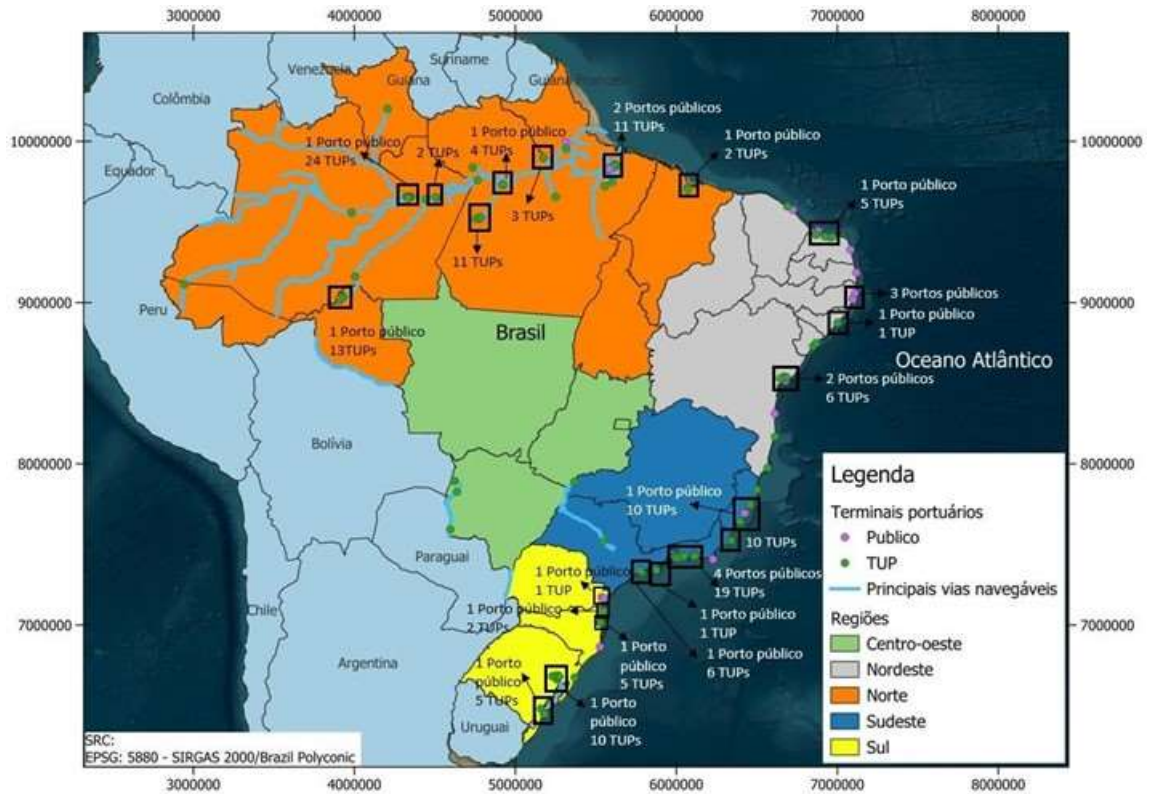 3000000
4000000
5000000
6000000
7000000
8000000
Venezuela
Suriname
Guiana
Guiana
Colômbia
Equador
Peru
10000000
10000000
1 Porto público
24 TUPs
2 TUPs
1 Porto público
4 TUPs
2 Portos públicos
11 TUPs
1 Porto público
2 TUPs
3 TUPs
11 TUPs
1 Porto público
5 TUPs
9000000
9000000
1 Porto público
13TUPs
Brasil
3 Portos públicos
1 Porto público
1 TUP
Oceano Atlântico
2 Portos públicos
6 TUPs
Bolívia
8000000
8000000
1 Porto público
10 TUPs
10 TUPs
Paraguai
4 Portos públicos
19 TUPs
1 Porto público
1 TUP
1 Porto público
1 TUP
1 Porto público
2 TUPs
1 Porto público
6 TUPs
Chile
7000000
7000000
Argentina
1 Porto
público
5 TUPs
1 Porto
público
5 TUPs
1 Porto
público
10 TUPs
Uruguai
Legenda
Terminais portuários
Publico
TUP
Principais vias navegáveis
Regiões
Centro-oeste
Nordeste
Norte
Sudeste
Sul
SRC:
EPSG: 5880 - SIRGAS 2000/Brazil Polyconic
3000000
4000000
5000000
6000000
7000000
8000000